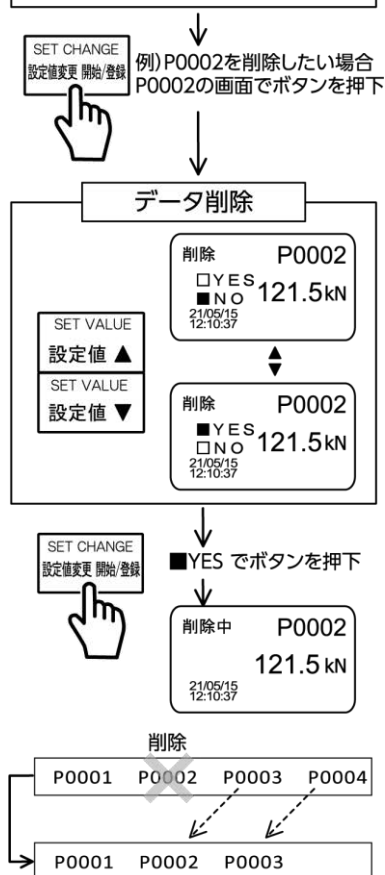 SET CHANGE
設定値変更 開始/登録
例)P0002を削除したい場合
P0002の画面でボタンを押下
データ削除
削除 P0002
□YES
■NO 121.5kN
21/05/15
12:10:37
SET VALUE
設定値 ▲
SET VALUE
設定値 ▼
▲
▼
削除 P0002
■YES
□NO 121.5kN
21/05/15
12:10:37
SET CHANGE
設定値変更 開始/登録
■YES でボタンを押下
削除中 P0002
121.5 kN
21/05/15
12:10:37
削除
P0001 P0002 P0003 P0004
P0001 P0002 P0003